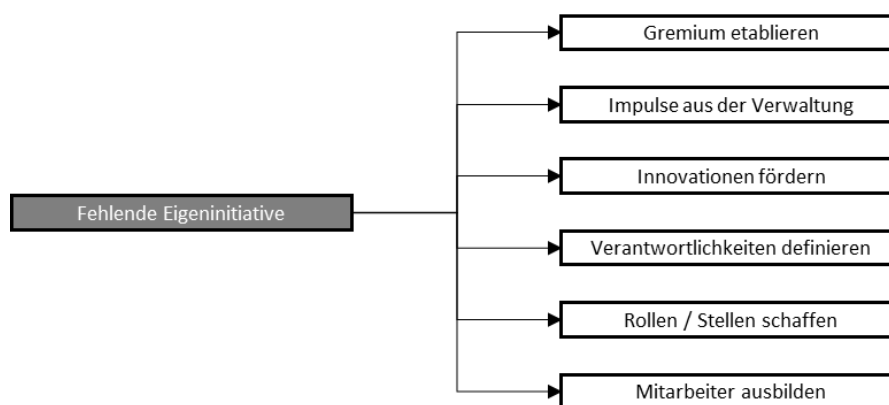 Gremium etablieren
Impulse aus der Verwaltung
Innovationen fördern
Fehlende Eigeninitiative
Verantwortlichkeiten definieren
Rollen / Stellen schaffen
Mitarbeiter ausbilden